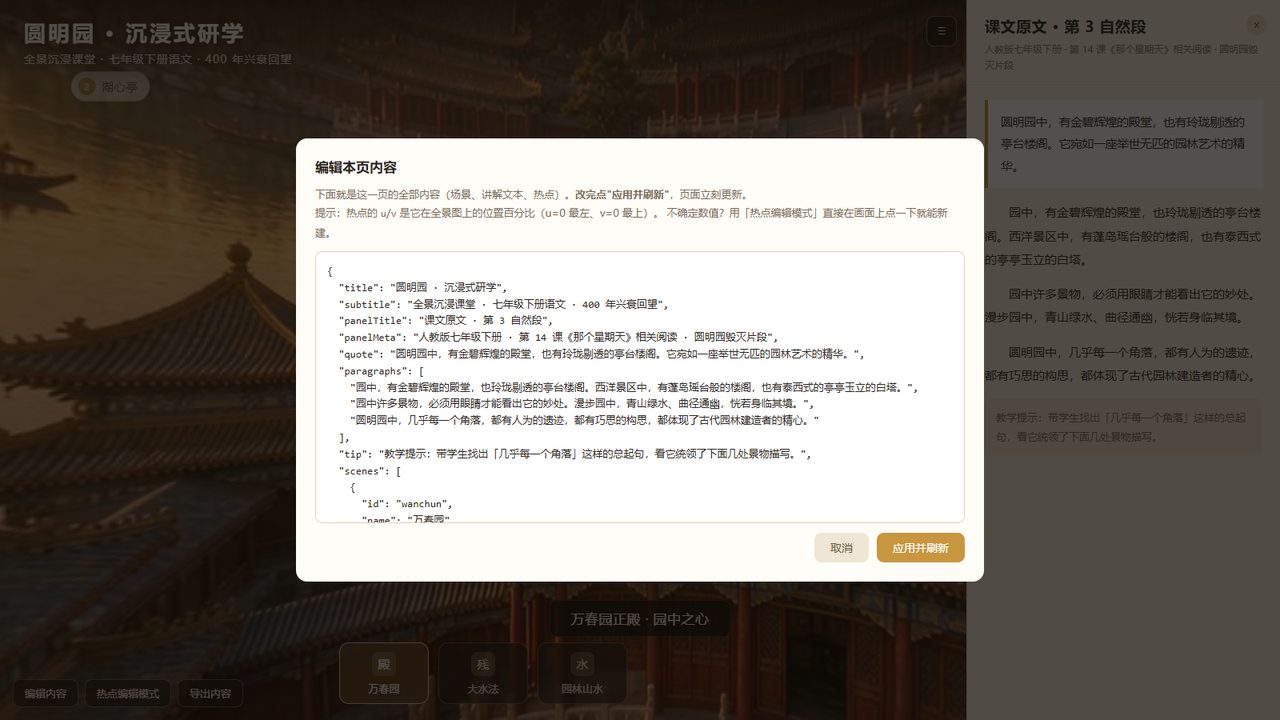 圆明园 · 沉浸式研学
全景沉浸课堂 · 七年级下册语文 · 400 年兴衰回望
2 湖心亭
☰
课文原文 · 第 3 自然段
×
人教版七年级下册 · 第 14 课《那个星期天》相关阅读 · 圆明园毁
灭片段
圆明园中，有金碧辉煌的殿堂，也有玲珑剔透的
亭台楼阁。它宛如一座举世无匹的园林艺术的精
华。
园中，有金碧辉煌的殿堂，也玲珑剔透的亭台楼
阁。西洋景区中，有蓬岛瑶台般的楼阁，也有泰西式
的亭亭玉立的白塔。
园中许多景物，必须用眼睛才能看出它的妙处。
漫步园中，青山绿水、曲径通幽，恍若身临其境。
圆明园中，几乎每一个角落，都有人为的遗迹，
都有巧思的构思，都体现了古代园林建造者的精心。
教学提示：带学生找出「几乎每一个角落」这样的总起
句，看它统领了下面几处景物描写。
编辑本页内容
下面就是这一页的全部内容（场景、讲解文本、热点）。改完点"应用并刷新"，页面立刻更新。
提示：热点的 u/v 是它在全景图上的位置百分比（u=0 最左、v=0 最上）。 不确定数值？用「热点编辑模式」直接在画面上点一下就能新
建。
{
"title": "圆明园 · 沉浸式研学",
"subtitle": "全景沉浸课堂 · 七年级下册语文 · 400 年兴衰回望",
"panelTitle": "课文原文 · 第 3 自然段",
"panelMeta": "人教版七年级下册 · 第 14 课《那个星期天》相关阅读 · 圆明园毁灭片段",
"quote": "圆明园中，有金碧辉煌的殿堂，也有玲珑剔透的亭台楼阁。它宛如一座举世无匹的园林艺术的精华。",
"paragraphs": [
"园中，有金碧辉煌的殿堂，也玲珑剔透的亭台楼阁。西洋景区中，有蓬岛瑶台般的楼阁，也有泰西式的亭亭玉立的白塔。",
"园中许多景物，必须用眼睛才能看出它的妙处。漫步园中，青山绿水、曲径通幽，恍若身临其境。",
"圆明园中，几乎每一个角落，都有人为的遗迹，都有巧思的构思，都体现了古代园林建造者的精心。"
],
"tip": "教学提示：带学生找出「几乎每一个角落」这样的总起句，看它统领了下面几处景物描写。",
"scenes": [
{
"id": "wanchun",
"name": "万春园"
取消
应用并刷新
万春园正殿 · 园中之心
殿
万春园
残
大水法
水
园林山水
编辑内容
热点编辑模式
导出内容